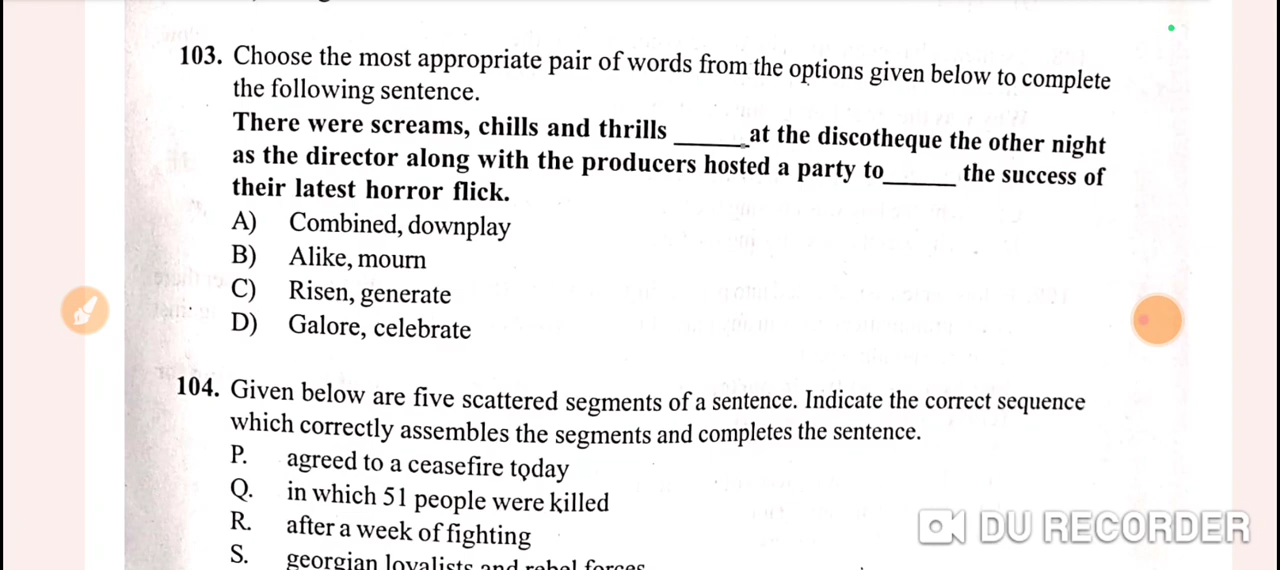 103. Choose the most appropriate pair of words from the options given below to complete
the following sentence.
There were screams, chills and thrills ______ at the discotheque the other night
as the director along with the producers hosted a party to ______ the success of
their latest horror flick.
A) Combined, downplay
B) Alike, mourn
C) Risen, generate
D) Galore, celebrate
104. Given below are five scattered segments of a sentence. Indicate the correct sequence
which correctly assembles the segments and completes the sentence.
P. agreed to a ceasefire today
Q. in which 51 people were killed
R. after a week of fighting
S. georgian loyalists and rebel forces
DU RECORDER